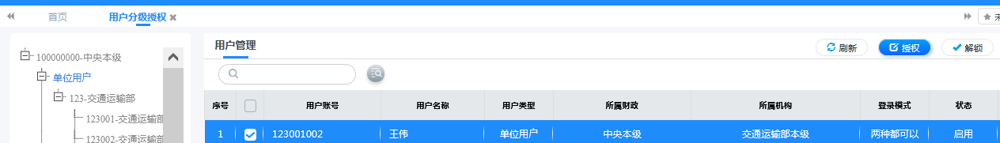 首页 用户分级授权
100000000-中央本级
单位用户
123-交通运输部
123001-交通运输部
123002-交通运输部
用户管理
刷新 授权 解锁
序号 用户账号 用户名称 用户类型 所属财政 所属机构 登录模式 状态
1 123001002 王伟 单位用户 中央本级 交通运输部本级 两种都可以 启用